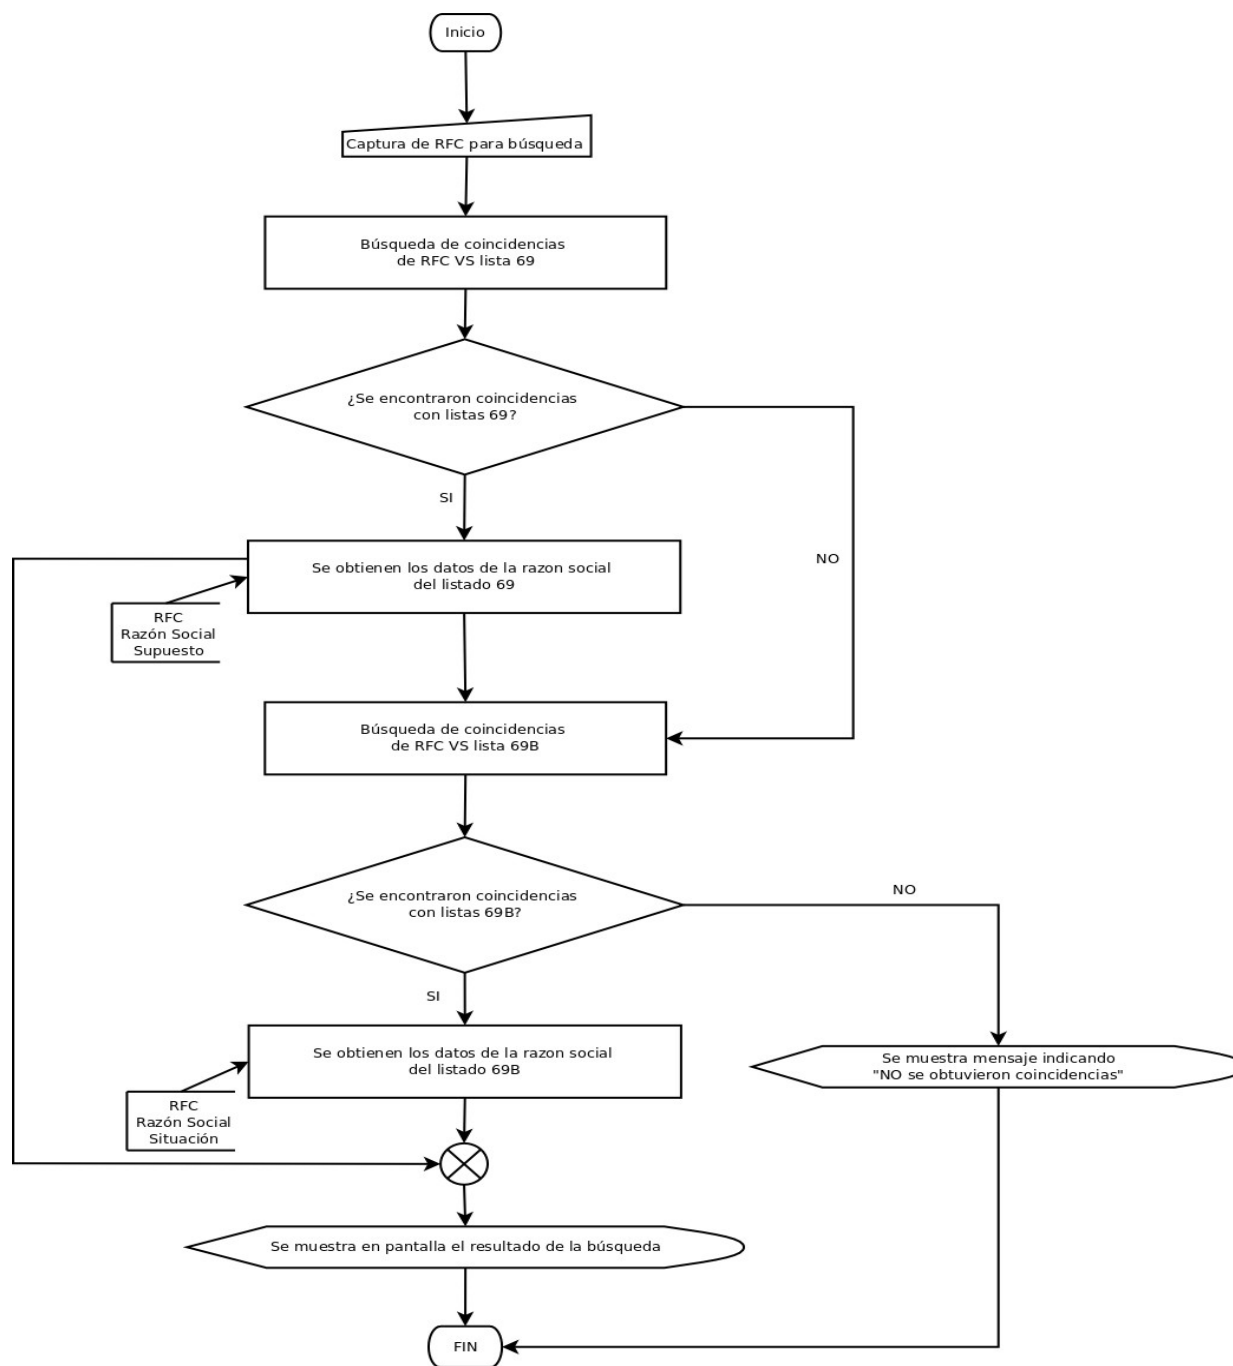 Inicio
Captura de RFC para búsqueda
Búsqueda de coincidencias
de RFC VS lista 69
¿Se encontraron coincidencias
con listas 69?
SI
NO
Se obtienen los datos de la razon social
del listado 69
RFC
Razón Social
Supuesto
Búsqueda de coincidencias
de RFC VS lista 69B
¿Se encontraron coincidencias
con listas 69B?
NO
SI
Se obtienen los datos de la razon social
del listado 69B
Se muestra mensaje indicando
"NO se obtuvieron coincidencias"
RFC
Razón Social
Situación
Se muestra en pantalla el resultado de la búsqueda
FIN